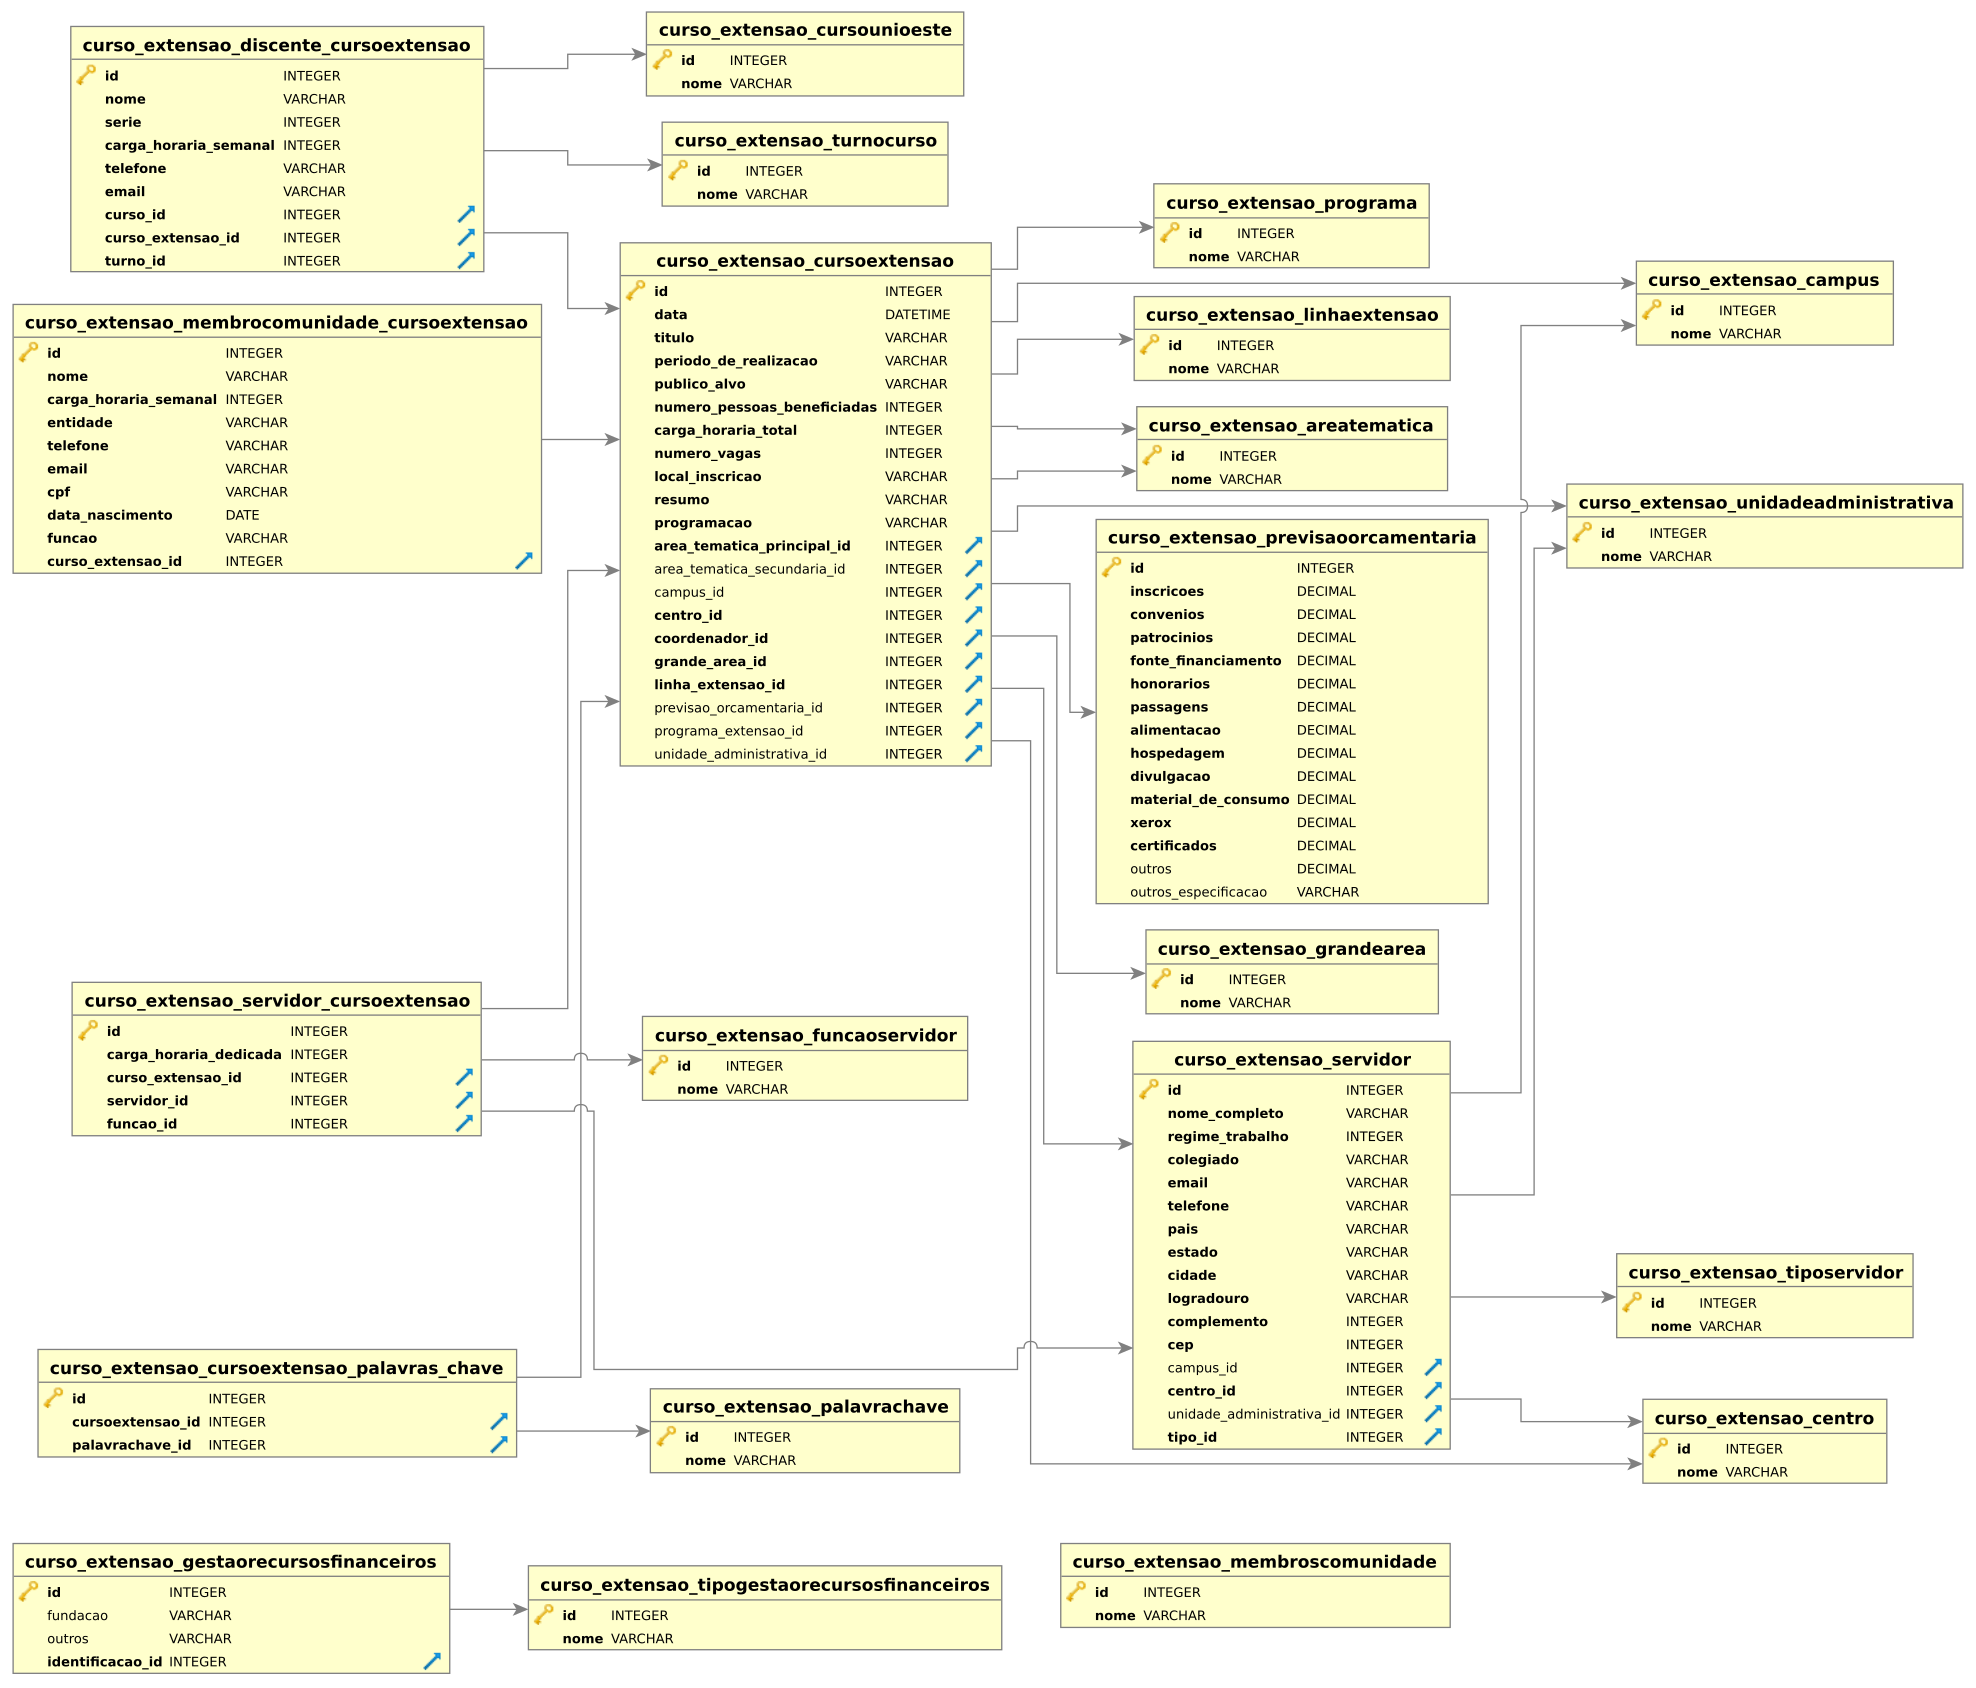 curso_extensao_discente_cursoextensao
id INTEGER
nome VARCHAR
serie INTEGER
carga_horaria_semanal INTEGER
telefone VARCHAR
email VARCHAR
curso_id INTEGER
curso_extensao_id INTEGER
turno_id INTEGER
curso_extensao_cursounioeste
id INTEGER
nome VARCHAR
curso_extensao_turnocurso
id INTEGER
nome VARCHAR
curso_extensao_membrocomunidade_cursoextensao
id INTEGER
nome VARCHAR
carga_horaria_semanal INTEGER
entidade VARCHAR
telefone VARCHAR
email VARCHAR
cpf VARCHAR
data_nascimento DATE
funcao VARCHAR
curso_extensao_id INTEGER
curso_extensao_cursoextensao
id INTEGER
data DATETIME
titulo VARCHAR
periodo_de_realizacao VARCHAR
publico_alvo VARCHAR
numero_pessoas_beneficiadas INTEGER
carga_horaria_total INTEGER
numero_vagas INTEGER
local_inscricao VARCHAR
resumo VARCHAR
programacao VARCHAR
area_tematica_principal_id INTEGER
area_tematica_secundaria_id INTEGER
campus_id INTEGER
centro_id INTEGER
coordenador_id INTEGER
grande_area_id INTEGER
linha_extensao_id INTEGER
previsao_orcamentaria_id INTEGER
programa_extensao_id INTEGER
unidade_administrativa_id INTEGER
curso_extensao_programa
id INTEGER
nome VARCHAR
curso_extensao_campus
id INTEGER
nome VARCHAR
curso_extensao_linhaextensao
id INTEGER
nome VARCHAR
curso_extensao_areatematica
id INTEGER
nome VARCHAR
curso_extensao_unidadeadministrativa
id INTEGER
nome VARCHAR
curso_extensao_previsaoorcamentaria
id INTEGER
inscricoes DECIMAL
convenios DECIMAL
patrocinios DECIMAL
fonte_financiamento DECIMAL
honorarios DECIMAL
passagens DECIMAL
alimentacao DECIMAL
hospedagem DECIMAL
divulgacao DECIMAL
material_de_consumo DECIMAL
xerox DECIMAL
certificados DECIMAL
outros DECIMAL
outros_especificacao VARCHAR
curso_extensao_grandearea
id INTEGER
nome VARCHAR
curso_extensao_servidor_cursoextensao
id INTEGER
carga_horaria_dedicada INTEGER
curso_extensao_id INTEGER
servidor_id INTEGER
funcao_id INTEGER
curso_extensao_funcaoservidor
id INTEGER
nome VARCHAR
curso_extensao_servidor
id INTEGER
nome_completo VARCHAR
regime_trabalho INTEGER
colegiado VARCHAR
email VARCHAR
telefone VARCHAR
pais VARCHAR
estado VARCHAR
cidade VARCHAR
logradouro VARCHAR
complemento INTEGER
cep INTEGER
campus_id INTEGER
centro_id INTEGER
unidade_administrativa_id INTEGER
tipo_id INTEGER
curso_extensao_tiposervidor
id INTEGER
nome VARCHAR
curso_extensao_cursoextensao_palavras_chave
id INTEGER
cursoextensao_id INTEGER
palavrachave_id INTEGER
curso_extensao_palavrachave
id INTEGER
nome VARCHAR
curso_extensao_centro
id INTEGER
nome VARCHAR
curso_extensao_gestaorecursosfinanceiros
id INTEGER
fundacao VARCHAR
outros VARCHAR
identificacao_id INTEGER
curso_extensao_tipogestaorecursosfinanceiros
id INTEGER
nome VARCHAR
curso_extensao_membroscomunidade
id INTEGER
nome VARCHAR